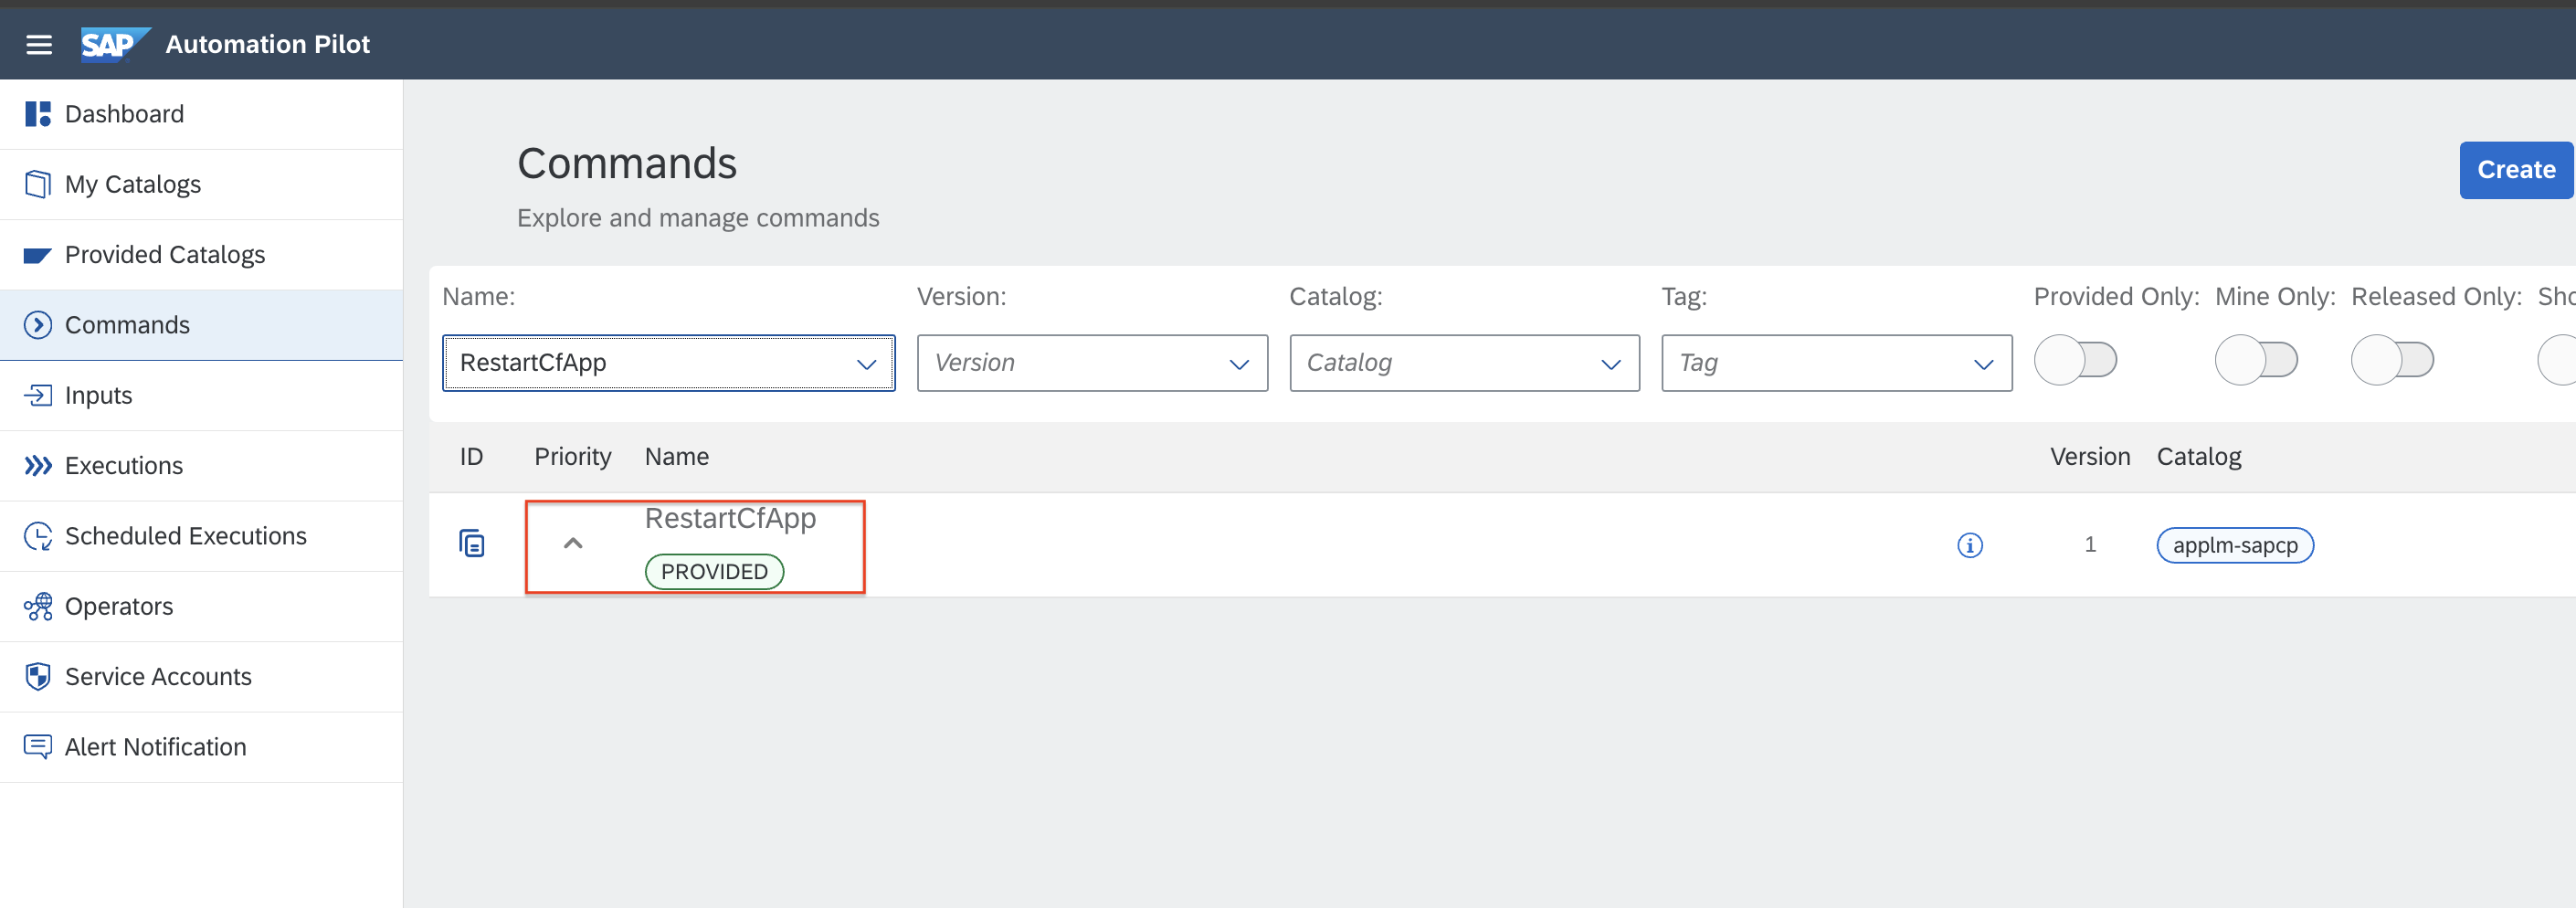 SAP Automation Pilot
Dashboard
My Catalogs
Provided Catalogs
Commands
Inputs
Executions
Scheduled Executions
Operators
Service Accounts
Alert Notification
Commands
Create
Explore and manage commands
Name: Version: Catalog: Tag: Provided Only: Mine Only: Released Only: Sho
RestartCfApp Version Catalog Tag
ID Priority Name Version Catalog
RestartCfApp
PROVIDED
1 applm-sapcp